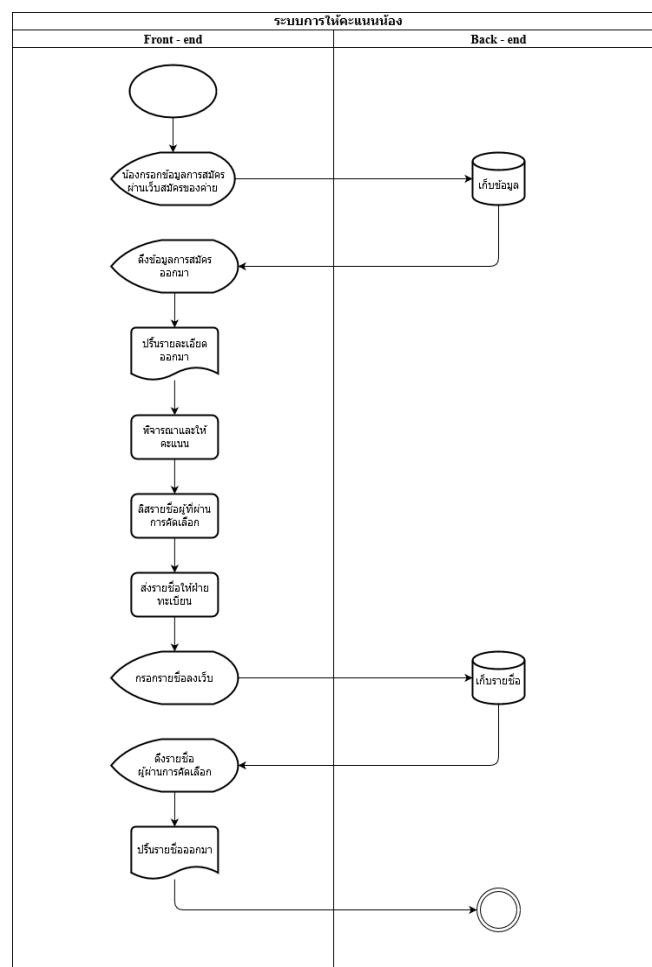 ระบบการให้คะแนนน้อง
Front - end
Back - end
น้องกรอกข้อมูลการสมัคร
ผ่านเว็บสมัครของค่าย
เก็บข้อมูล
ดึงข้อมูลการสมัคร
ออกมา
ปริ้นรายละเอียด
ออกมา
พิจารณาและให้
คะแนน
ลิสรายชื่อผู้ที่ผ่าน
การคัดเลือก
ส่งรายชื่อให้ฝ่าย
ทะเบียน
กรอกรายชื่อลงเว็บ
เก็บรายชื่อ
ดึงรายชื่อ
ผู้ผ่านการคัดเลือก
ปริ้นรายชื่อออกมา